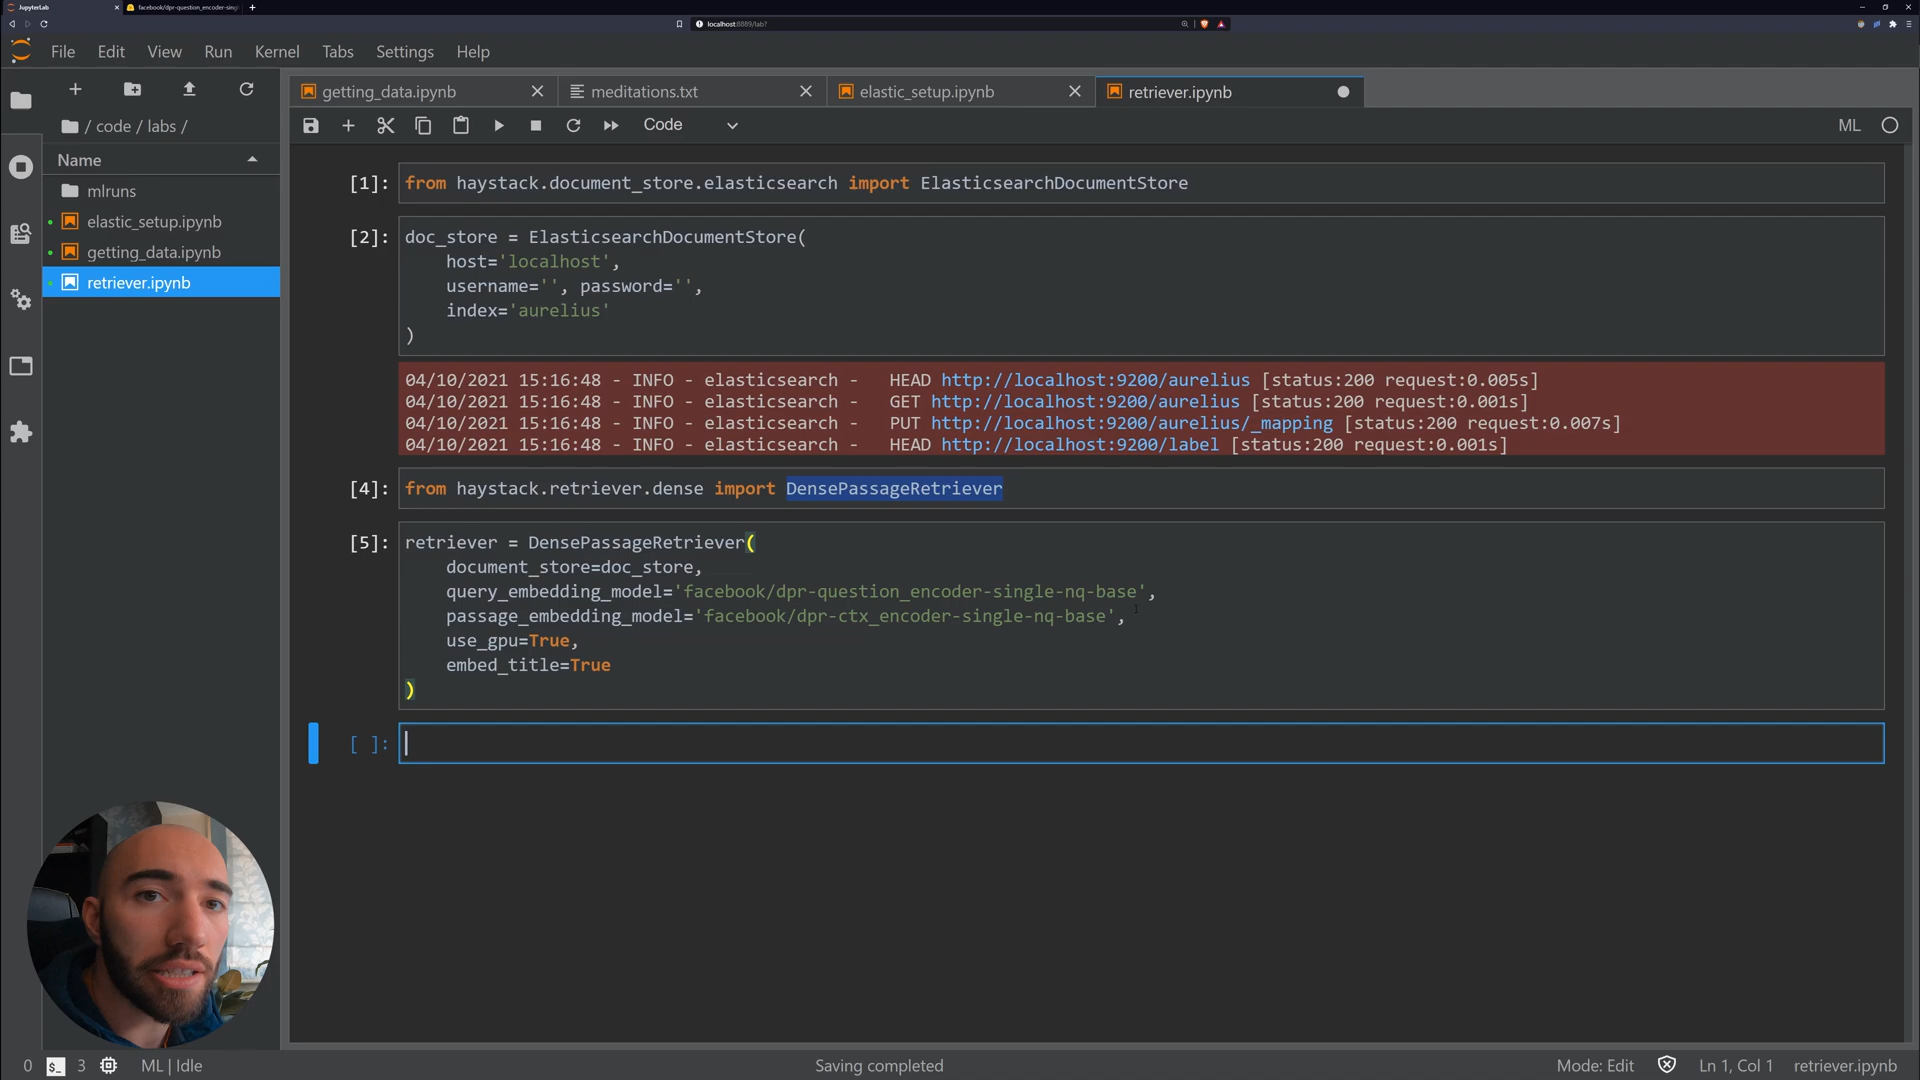 JupyterLab
facebook/dpr-question_encoder-sing
localhost:8889/lab?
File Edit View Run Kernel Tabs Settings Help
getting_data.ipynb
meditations.txt
elastic_setup.ipynb
retriever.ipynb
/ code / labs /
Code
ML
Name
mlruns
elastic_setup.ipynb
getting_data.ipynb
retriever.ipynb
[1]: from haystack.document_store.elasticsearch import ElasticsearchDocumentStore
[2]: doc_store = ElasticsearchDocumentStore(
host='localhost',
username='', password='',
index='aurelius'
)
04/10/2021 15:16:48 - INFO - elasticsearch - HEAD http://localhost:9200/aurelius [status:200 request:0.005s]
04/10/2021 15:16:48 - INFO - elasticsearch - GET http://localhost:9200/aurelius [status:200 request:0.001s]
04/10/2021 15:16:48 - INFO - elasticsearch - PUT http://localhost:9200/aurelius/_mapping [status:200 request:0.007s]
04/10/2021 15:16:48 - INFO - elasticsearch - HEAD http://localhost:9200/label [status:200 request:0.001s]
[4]: from haystack.retriever.dense import DensePassageRetriever
[5]: retriever = DensePassageRetriever(
document_store=doc_store,
query_embedding_model='facebook/dpr-question_encoder-single-nq-base',
passage_embedding_model='facebook/dpr-ctx_encoder-single-nq-base',
use_gpu=True,
embed_title=True
)
[ ]:
0 $_ 3 ML | Idle
Saving completed
Mode: Edit
Ln 1, Col 1
retriever.ipynb